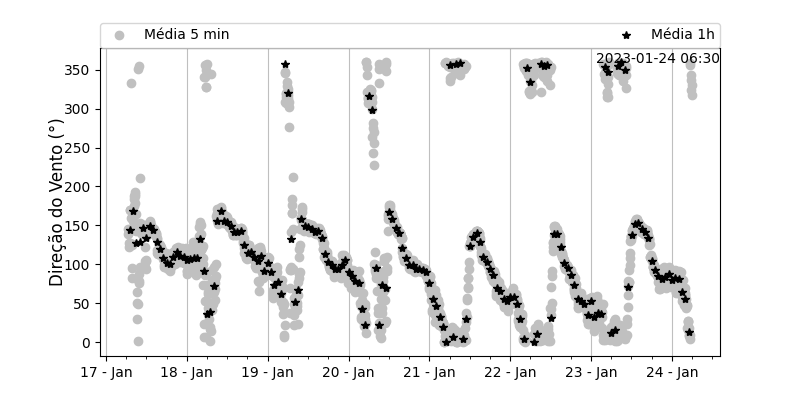 Média 5 min
Média 1h
2023-01-24 06:30
Direção do Vento (°)
350
300
250
200
150
100
50
0
17 - Jan
18 - Jan
19 - Jan
20 - Jan
21 - Jan
22 - Jan
23 - Jan
24 - Jan